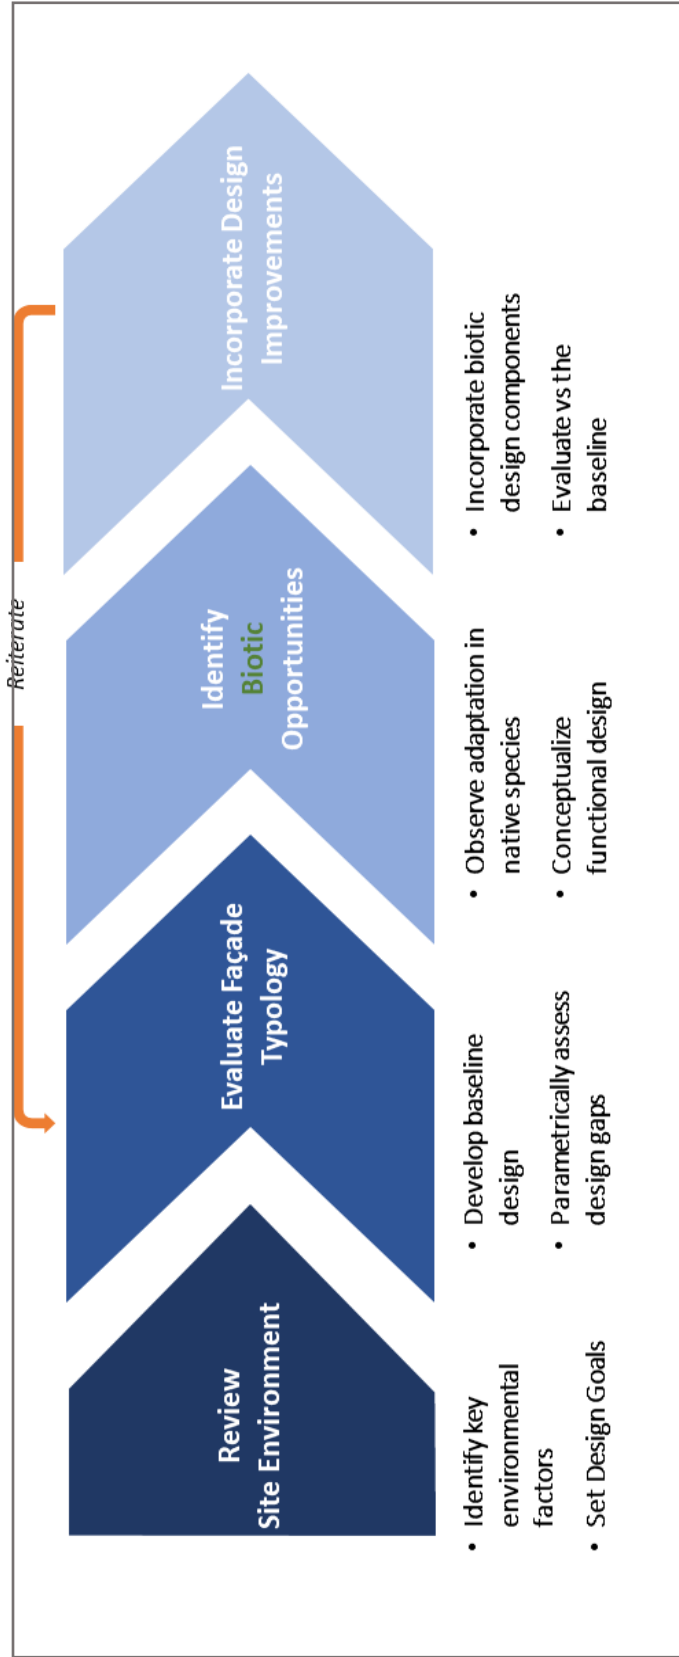 Reiterate
Review
Site Environment
Evaluate Façade
Typology
Identify
Biotic
Opportunities
Incorporate Design
Improvements
• Identify key
environmental
factors
• Set Design Goals
• Develop baseline
design
• Parametrically assess
design gaps
• Observe adaptation in
native species
• Conceptualize
functional design
• Incorporate biotic
design components
• Evaluate vs the
baseline